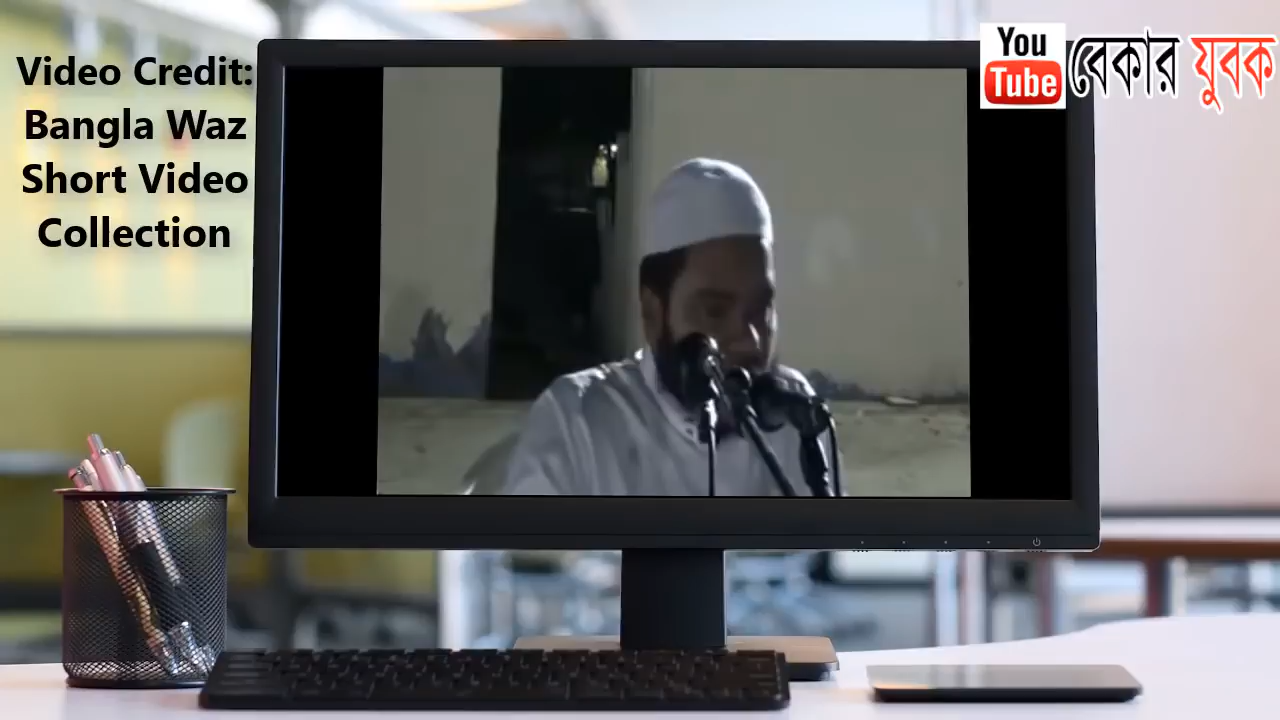 Video Credit:
Bangla Waz
Short Video
Collection
You
Tube
বেকার যুবক